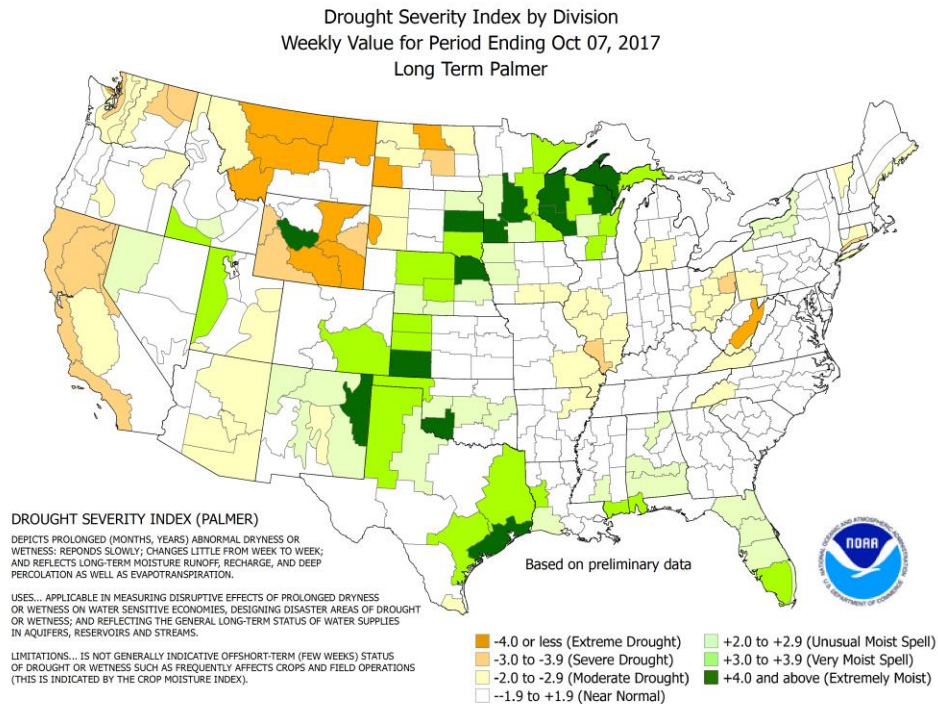 Drought Severity Index by Division
Weekly Value for Period Ending Oct 07, 2017
Long Term Palmer
DROUGHT SEVERITY INDEX (PALMER)
DEPICTS PROLONGED (MONTHS, YEARS) ABNORMAL DRYNESS OR
WETNESS: REPONDS SLOWLY; CHANGES LITTLE FROM WEEK TO WEEK;
AND REFLECTS LONG-TERM MOISTURE RUNOFF, RECHARGE, AND DEEP
PERCOLATION AS WELL AS EVAPOTRANSPIRATION.
USES... APPLICABLE IN MEASURING DISRUPTIVE EFFECTS OF PROLONGED DRYNESS
OR WETNESS ON WATER SENSITIVE ECONOMIES, DESIGNING DISASTER AREAS OF DROUGHT
OR WETNESS; AND REFLECTING THE GENERAL LONG-TERM STATUS OF WATER SUPPLIES
IN AQUIFERS, RESERVOIRS AND STREAMS.
LIMITATIONS... IS NOT GENERALLY INDICATIVE OFFSHORT-TERM (FEW WEEKS) STATUS
OF DROUGHT OR WETNESS SUCH AS FREQUENTLY AFFECTS CROPS AND FIELD OPERATIONS
(THIS IS INDICATED BY THE CROP MOISTURE INDEX).
Based on preliminary data
NATIONAL OCEANIC AND ATMOSPHERIC ADMINISTRATION
NOAA
U.S. DEPARTMENT OF COMMERCE
-4.0 or less (Extreme Drought)
-3.0 to -3.9 (Severe Drought)
-2.0 to -2.9 (Moderate Drought)
--1.9 to +1.9 (Near Normal)
+2.0 to +2.9 (Unusual Moist Spell)
+3.0 to +3.9 (Very Moist Spell)
+4.0 and above (Extremely Moist)